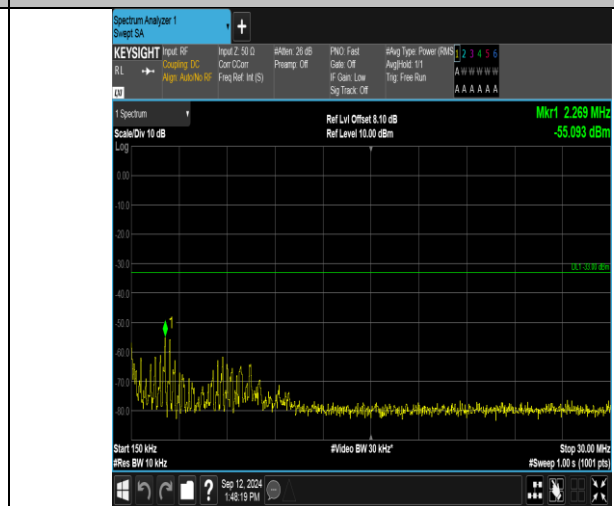 Spectrum Analyzer 1
Swept SA
+
KEYSIGHT Input: RF Input Z: 50 Ω #Atten: 26 dB PNO: Fast #Avg Type: Power (RMS 1 2 3 4 5 6
RL Coupling: DC Corr CCorr Preamp: Off Gate: Off Avg|Hold: 1/1 A W W W W W
Align: Auto/No RF Freq Ref: Int (S) IF Gain: Low Trig: Free Run
LXI Sig Track: Off A A A A A A
1 Spectrum Ref Lvl Offset 8.10 dB Mkr1 2.269 MHz
Scale/Div 10 dB Ref Level 10.00 dBm -55.093 dBm
Log
0.00
-10.0
-20.0
-30.0
DL1 -33.00 dBm
-40.0
-50.0
1
-60.0
-70.0
-80.0
Start 150 kHz #Video BW 30 kHz* Stop 30.00 MHz
#Res BW 10 kHz #Sweep 1.00 s (1001 pts)
? Sep 12, 2024
1:48:19 PM